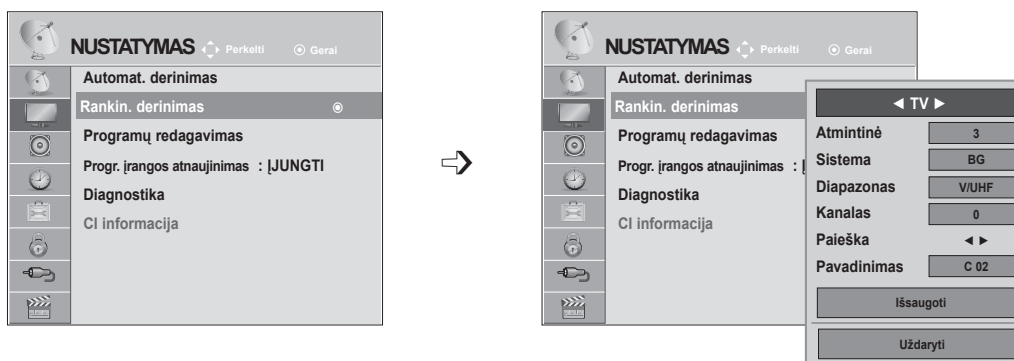 NUSTATYMAS Perkelti Gerai
Automat. derinimas
Rankin. derinimas
Programų redagavimas
Progr. įrangos atnaujinimas : ĮJUNGTI
Diagnostika
CI informacija
NUSTATYMAS Perkelti Gerai
Automat. derinimas
Rankin. derinimas
Programų redagavimas
Progr. įrangos atnaujinimas : Į
Diagnostika
CI informacija
◄ TV ►
Atmintinė 3
Sistema BG
Diapazonas V/UHF
Kanalas 0
Paieška ◄ ►
Pavadinimas C 02
Išsaugoti
Uždaryti